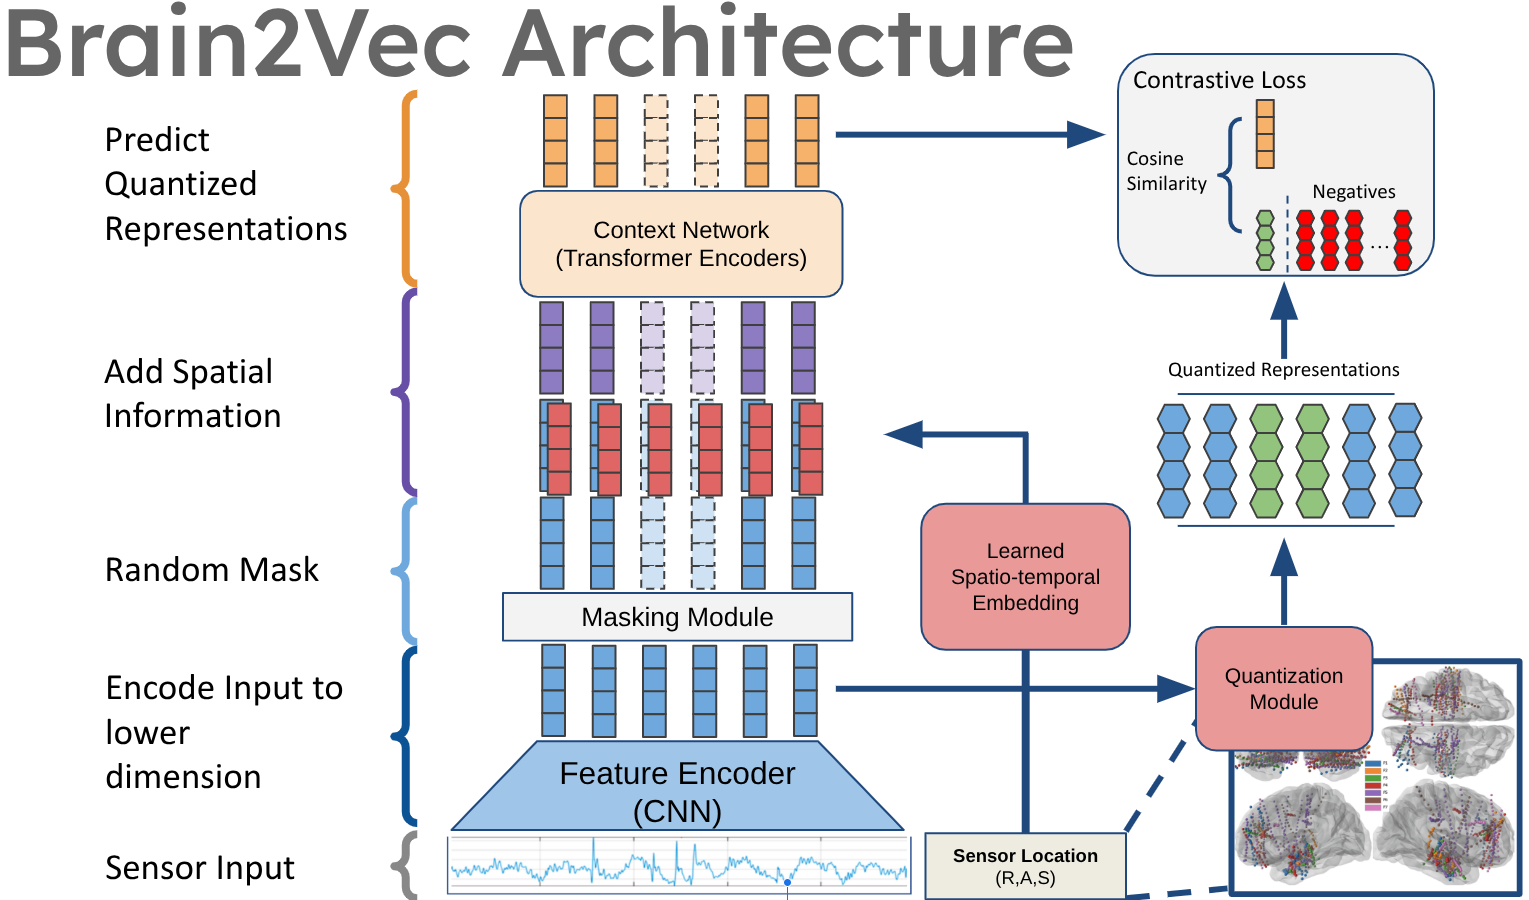 Brain2Vec Architecture
Predict
Quantized
Representations
Add Spatial
Information
Random Mask
Encode Input to
lower
dimension
Sensor Input
Context Network
(Transformer Encoders)
Masking Module
Feature Encoder
(CNN)
Learned
Spatio-temporal
Embedding
Sensor Location
(R,A,S)
Contrastive Loss
Cosine
Similarity
Negatives
...
Quantized Representations
Quantization
Module